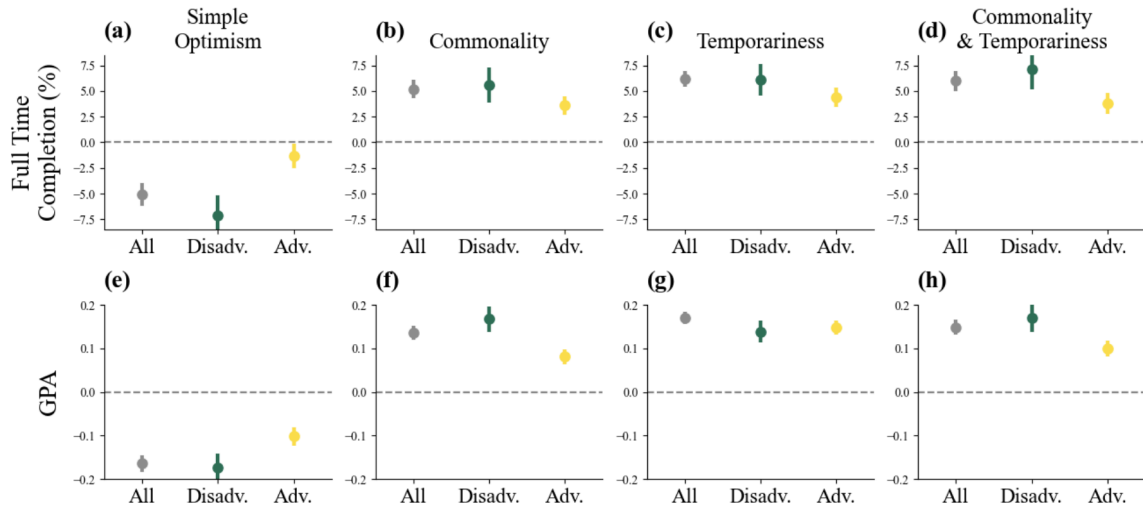 (a)
Simple
Optimism
(b)
Commonality
(c)
Temporariness
(d)
Commonality
& Temporariness
Full Time
Completion (%)
7.5
5.0
2.5
0.0
−2.5
−5.0
−7.5
All
Disadv.
Adv.
7.5
5.0
2.5
0.0
−2.5
−5.0
−7.5
All
Disadv.
Adv.
7.5
5.0
2.5
0.0
−2.5
−5.0
−7.5
All
Disadv.
Adv.
7.5
5.0
2.5
0.0
−2.5
−5.0
−7.5
All
Disadv.
Adv.
GPA
(e)
0.2
0.1
0.0
−0.1
−0.2
All
Disadv.
Adv.
(f)
0.2
0.1
0.0
−0.1
−0.2
All
Disadv.
Adv.
(g)
0.2
0.1
0.0
−0.1
−0.2
All
Disadv.
Adv.
(h)
0.2
0.1
0.0
−0.1
−0.2
All
Disadv.
Adv.